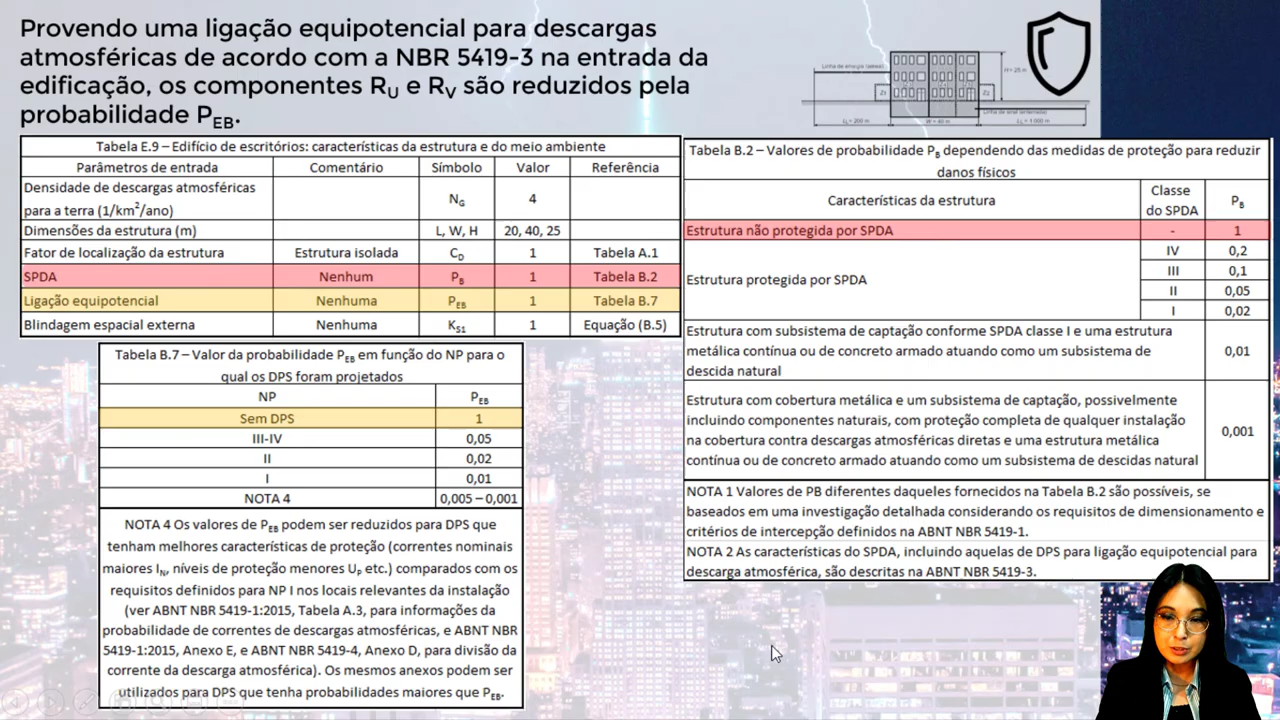 Provendo uma ligação equipotencial para descargas
atmosféricas de acordo com a NBR 5419-3 na entrada da
edificação, os componentes RU e RV são reduzidos pela
probabilidade PEB.
Linha de energia (aérea)
H = 25 m
Z1
Z2
Linha de sinal (enterrada)
LL = 200 m
W = 40 m
LL = 1 000 m
Tabela E.9 – Edifício de escritórios: características da estrutura e do meio ambiente
Parâmetros de entrada Comentário Símbolo Valor Referência
Densidade de descargas atmosféricas
para a terra (1/km²/ano) NG 4
Dimensões da estrutura (m) L, W, H 20, 40, 25
Fator de localização da estrutura Estrutura isolada CD 1 Tabela A.1
SPDA Nenhum PB 1 Tabela B.2
Ligação equipotencial Nenhuma PEB 1 Tabela B.7
Blindagem espacial externa Nenhuma KS1 1 Equação (B.5)
Tabela B.7 – Valor da probabilidade PEB em função do NP para o
qual os DPS foram projetados
NP PEB
Sem DPS 1
III-IV 0,05
II 0,02
I 0,01
NOTA 4 0,005 – 0,001
NOTA 4 Os valores de PEB podem ser reduzidos para DPS que
tenham melhores características de proteção (correntes nominais
maiores IN, níveis de proteção menores UP etc.) comparados com os
requisitos definidos para NP I nos locais relevantes da instalação
(ver ABNT NBR 5419-1:2015, Tabela A.3, para informações da
probabilidade de correntes de descargas atmosféricas, e ABNT NBR
5419-1:2015, Anexo E, e ABNT NBR 5419-4, Anexo D, para divisão da
corrente da descarga atmosférica). Os mesmos anexos podem ser
utilizados para DPS que tenha probabilidades maiores que PEB.
Tabela B.2 – Valores de probabilidade PB dependendo das medidas de proteção para reduzir
danos físicos
Características da estrutura Classe
do SPDA PB
Estrutura não protegida por SPDA - 1
Estrutura protegida por SPDA
IV 0,2
III 0,1
II 0,05
I 0,02
Estrutura com subsistema de captação conforme SPDA classe I e uma estrutura
metálica contínua ou de concreto armado atuando como um subsistema de
descida natural
0,01
Estrutura com cobertura metálica e um subsistema de captação, possivelmente
incluindo componentes naturais, com proteção completa de qualquer instalação
na cobertura contra descargas atmosféricas diretas e uma estrutura metálica
contínua ou de concreto armado atuando como um subsistema de descidas natural
0,001
NOTA 1 Valores de PB diferentes daqueles fornecidos na Tabela B.2 são possíveis, se
baseados em uma investigação detalhada considerando os requisitos de dimensionamento e
critérios de intercepção definidos na ABNT NBR 5419-1.
NOTA 2 As características do SPDA, incluindo aquelas de DPS para ligação equipotencial para
descarga atmosférica, são descritas na ABNT NBR 5419-3.